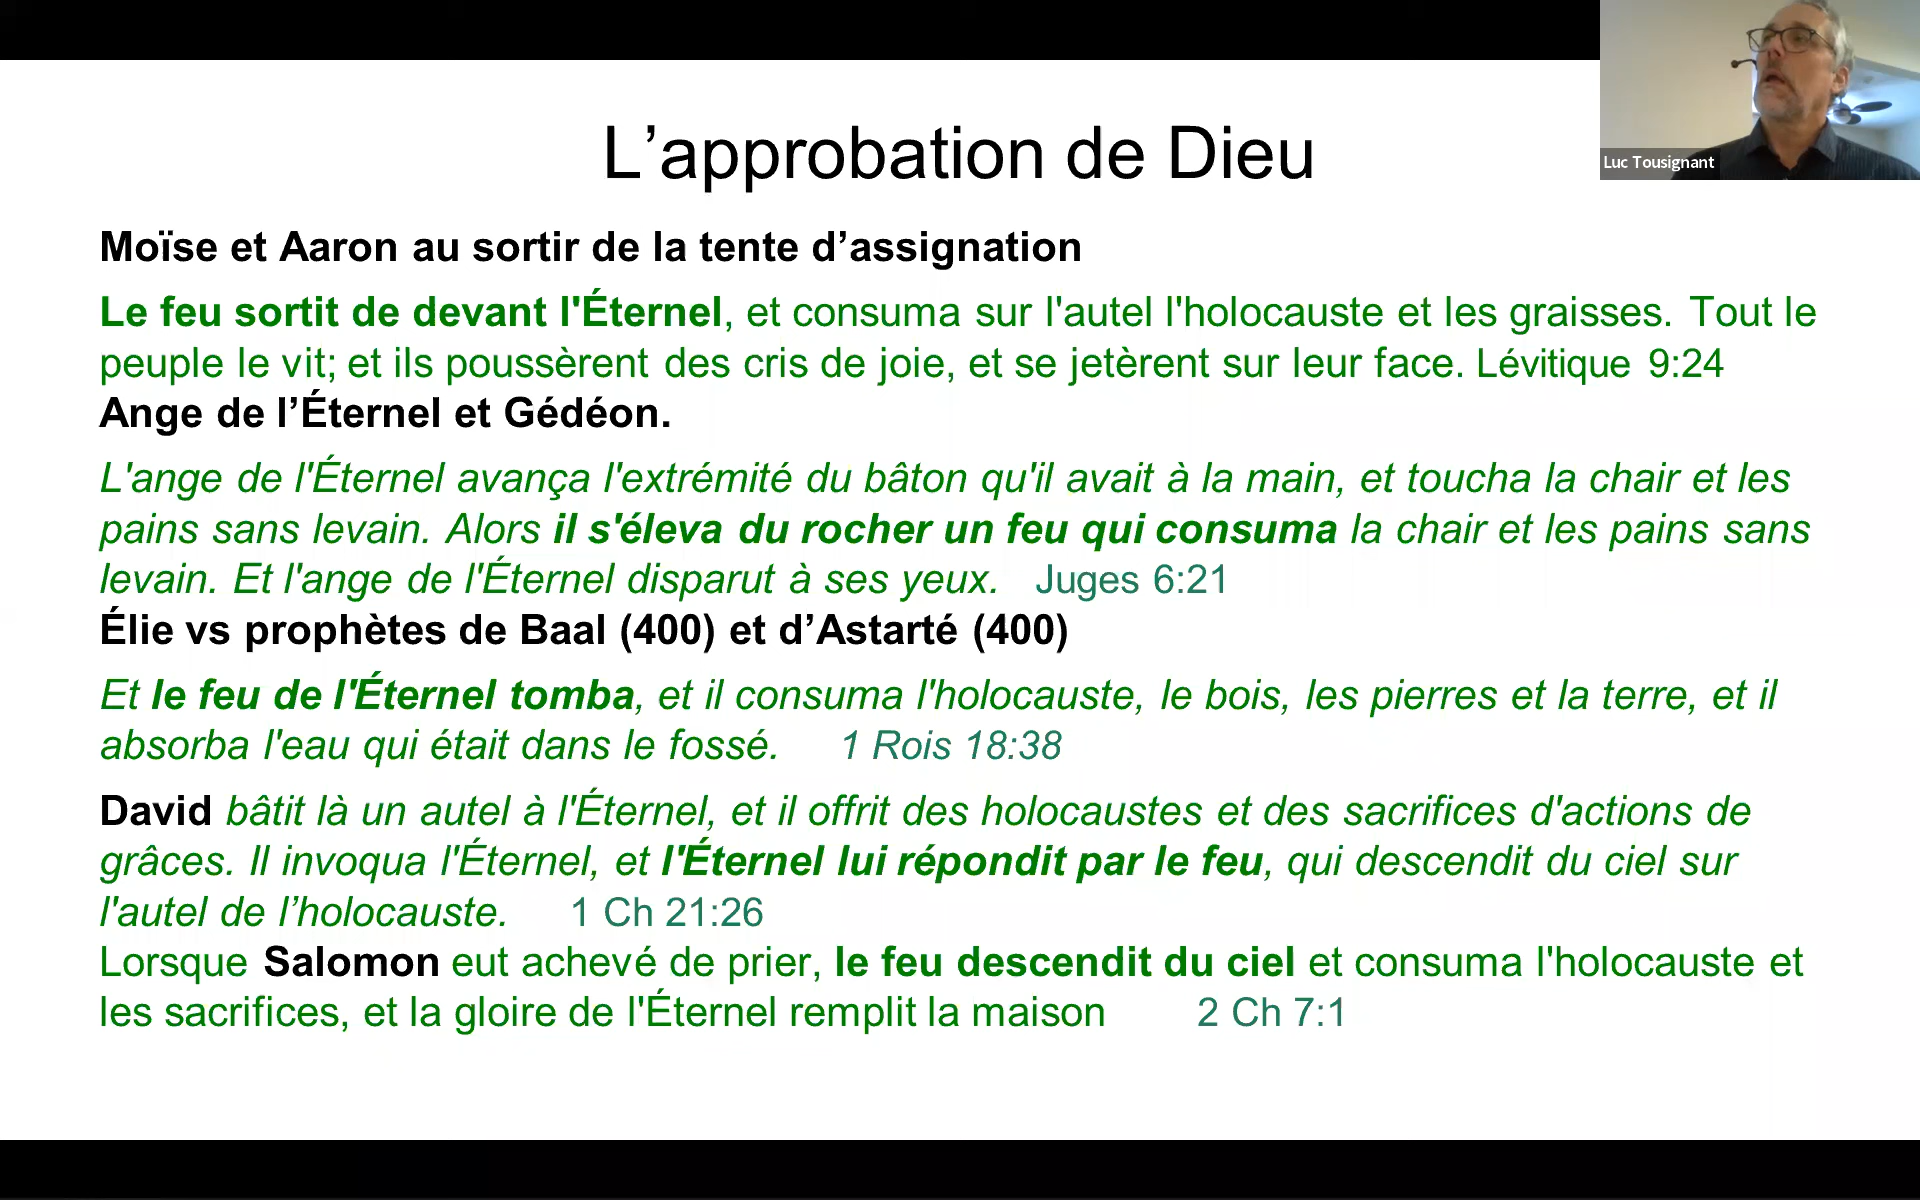 L’approbation de Dieu
Luc Tousignant
Moïse et Aaron au sortir de la tente d’assignation
Le feu sortit de devant l'Éternel, et consuma sur l'autel l'holocauste et les graisses. Tout le
peuple le vit; et ils poussèrent des cris de joie, et se jetèrent sur leur face. Lévitique 9:24
Ange de l’Éternel et Gédéon.
L'ange de l'Éternel avança l'extrémité du bâton qu'il avait à la main, et toucha la chair et les
pains sans levain. Alors il s'éleva du rocher un feu qui consuma la chair et les pains sans
levain. Et l'ange de l'Éternel disparut à ses yeux. Juges 6:21
Élie vs prophètes de Baal (400) et d’Astarté (400)
Et le feu de l'Éternel tomba, et il consuma l'holocauste, le bois, les pierres et la terre, et il
absorba l'eau qui était dans le fossé. 1 Rois 18:38
David bâtit là un autel à l'Éternel, et il offrit des holocaustes et des sacrifices d'actions de
grâces. Il invoqua l'Éternel, et l'Éternel lui répondit par le feu, qui descendit du ciel sur
l'autel de l’holocauste. 1 Ch 21:26
Lorsque Salomon eut achevé de prier, le feu descendit du ciel et consuma l'holocauste et
les sacrifices, et la gloire de l'Éternel remplit la maison 2 Ch 7:1